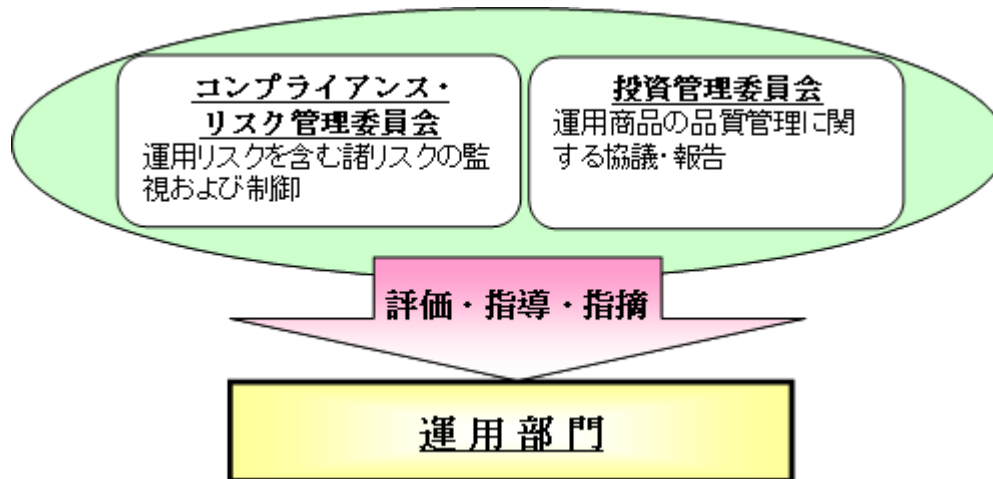 コンプライアンス・
リスク管理委員会
運用リスクを含む諸リスクの監
視および制御
投資管理委員会
運用商品の品質管理に関
する協議・報告
評価・指導・指摘
運用部門